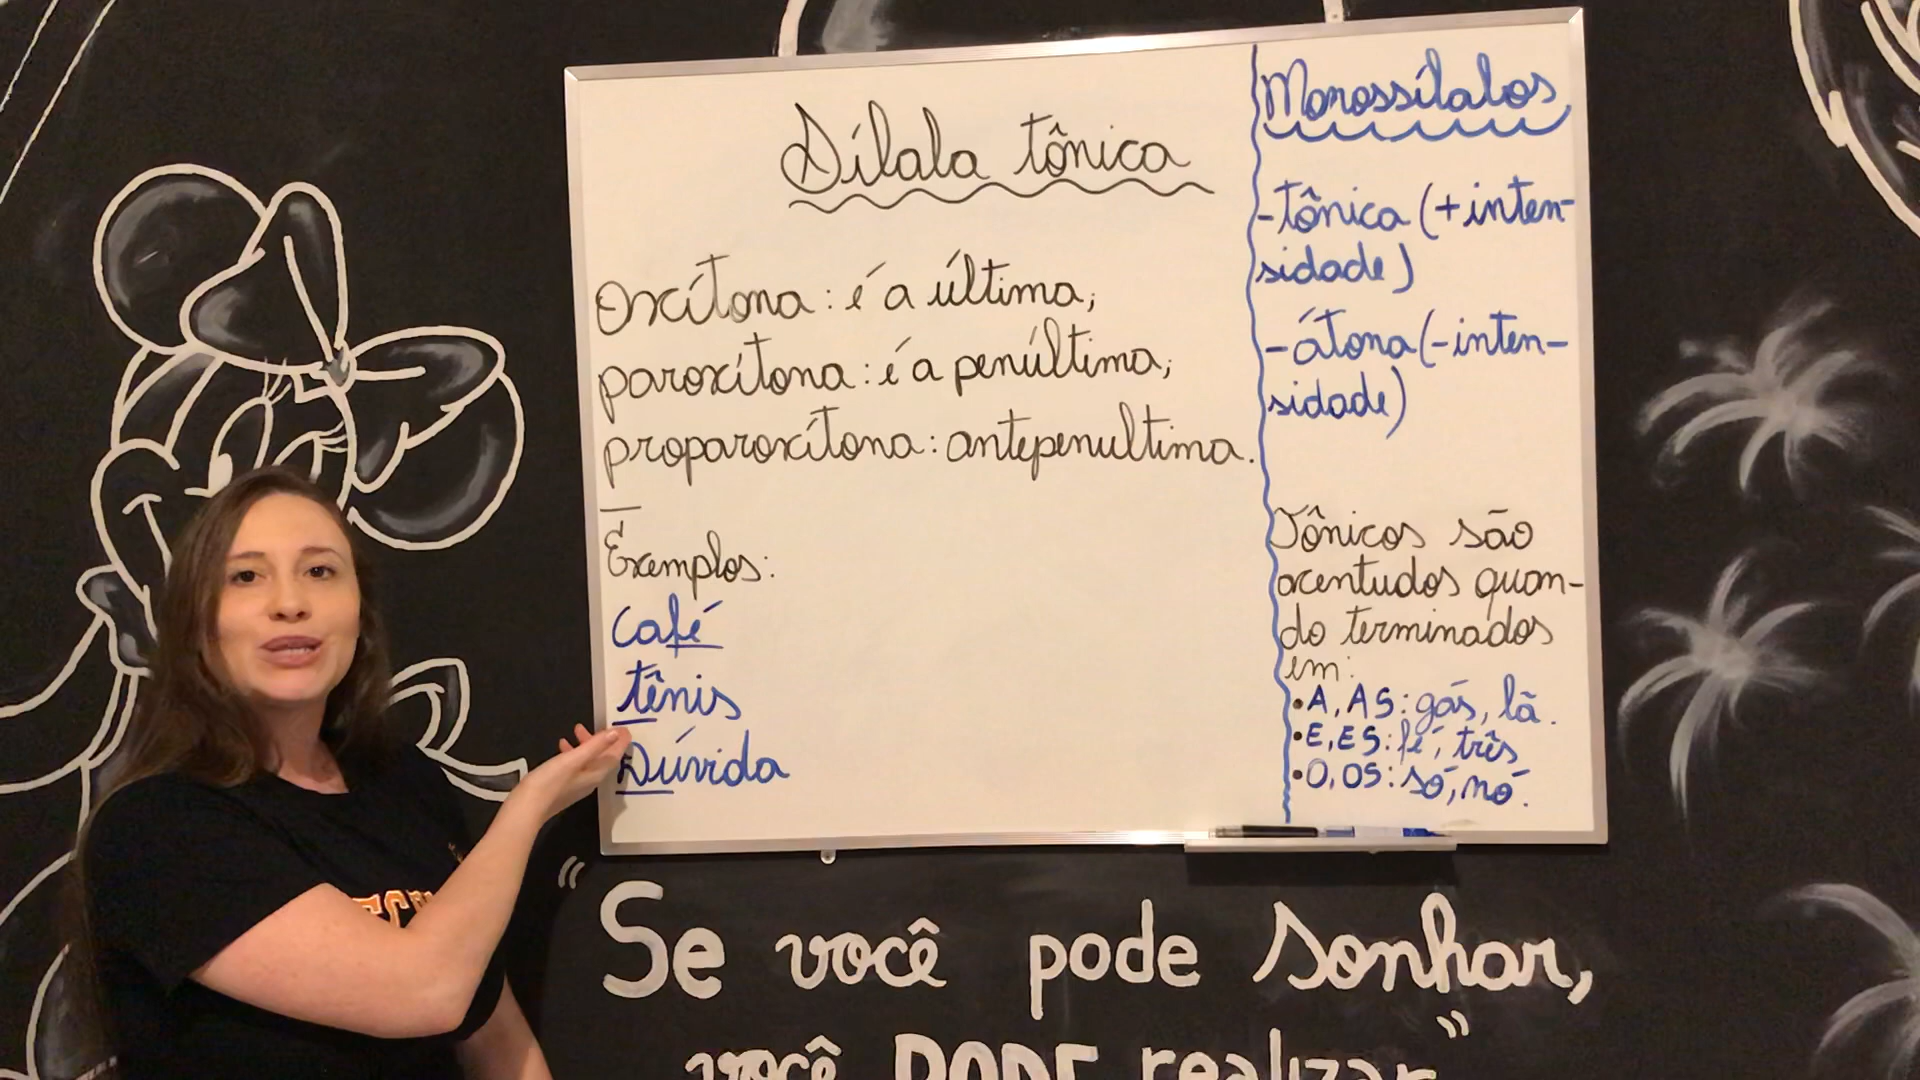 Sílaba tônica
Oxítona: é a última;
paroxítona: é a penúltima;
proparoxítona: antepenultima.
Exemplos:
Café
tênis
Dúvida
Monossílabos
-tônica (+inten-
sidade)
-átona (-inten-
sidade)
Tônicos são
acentudos quan-
do terminados
em:
• A, AS: gás, lã.
• E, ES: fé, três
• O, OS: só, nó.
"Se você pode sonhar,
você PODE realizar"